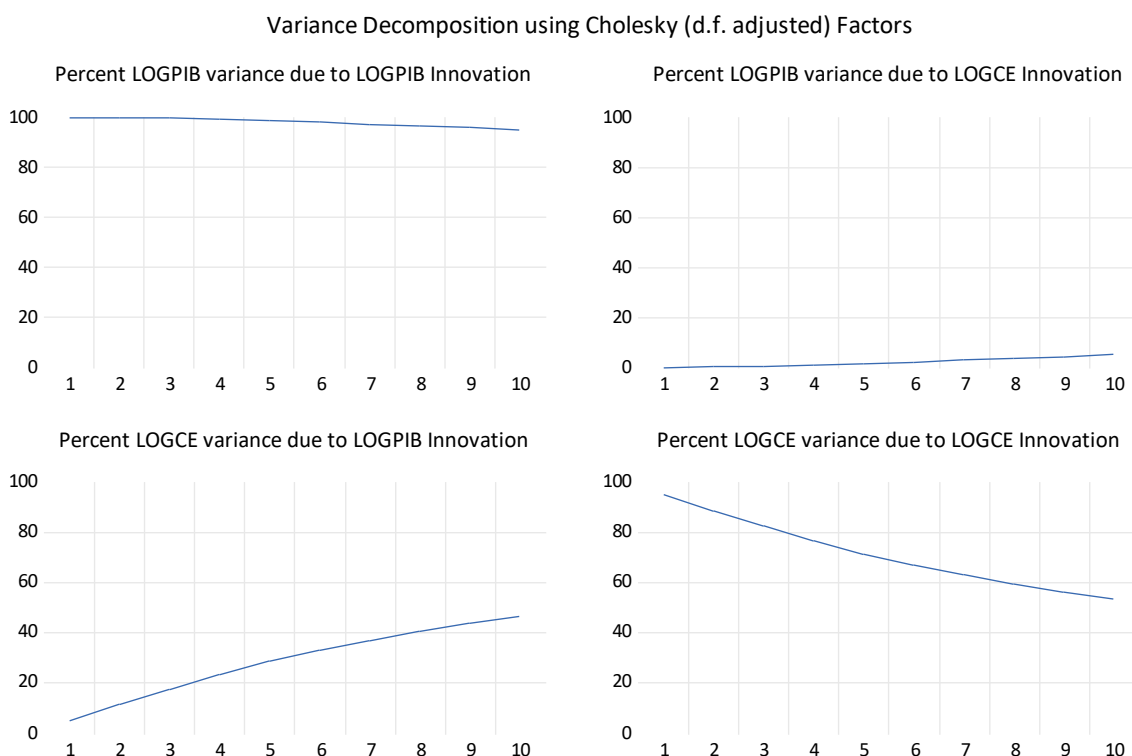 Variance Decomposition using Cholesky (d.f. adjusted) Factors
Percent LOGPIB variance due to LOGPIB Innovation
100
80
60
40
20
0
1 2 3 4 5 6 7 8 9 10
Percent LOGPIB variance due to LOGCE Innovation
100
80
60
40
20
0
1 2 3 4 5 6 7 8 9 10
Percent LOGCE variance due to LOGPIB Innovation
100
80
60
40
20
0
1 2 3 4 5 6 7 8 9 10
Percent LOGCE variance due to LOGCE Innovation
100
80
60
40
20
0
1 2 3 4 5 6 7 8 9 10